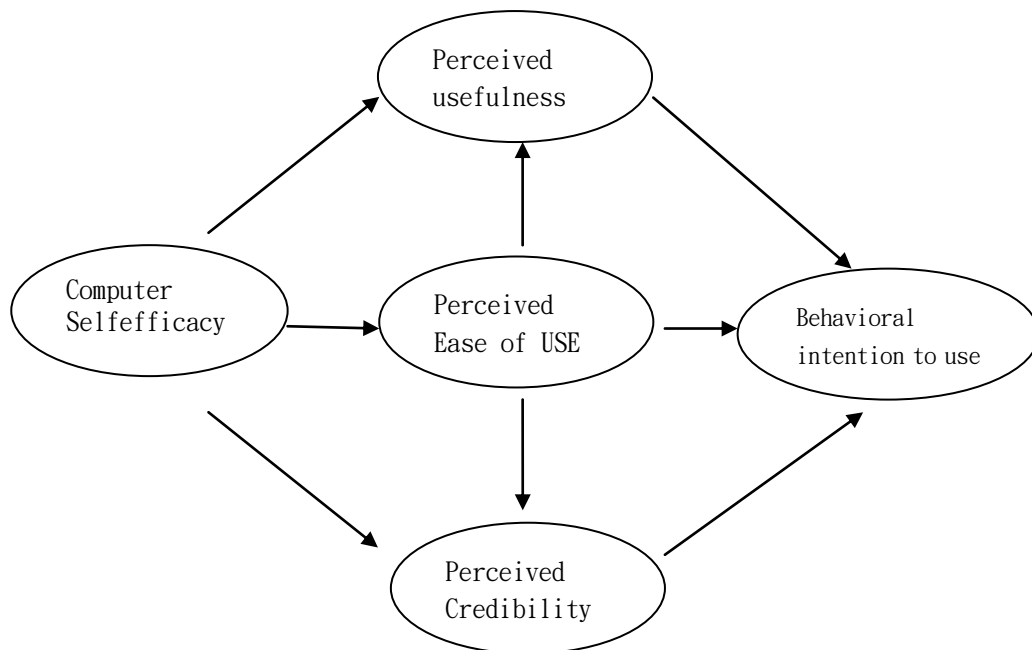 Perceived
usefulness
Computer
Selfefficacy
Perceived
Ease of USE
Behavioral
intention to use
Perceived
Credibility